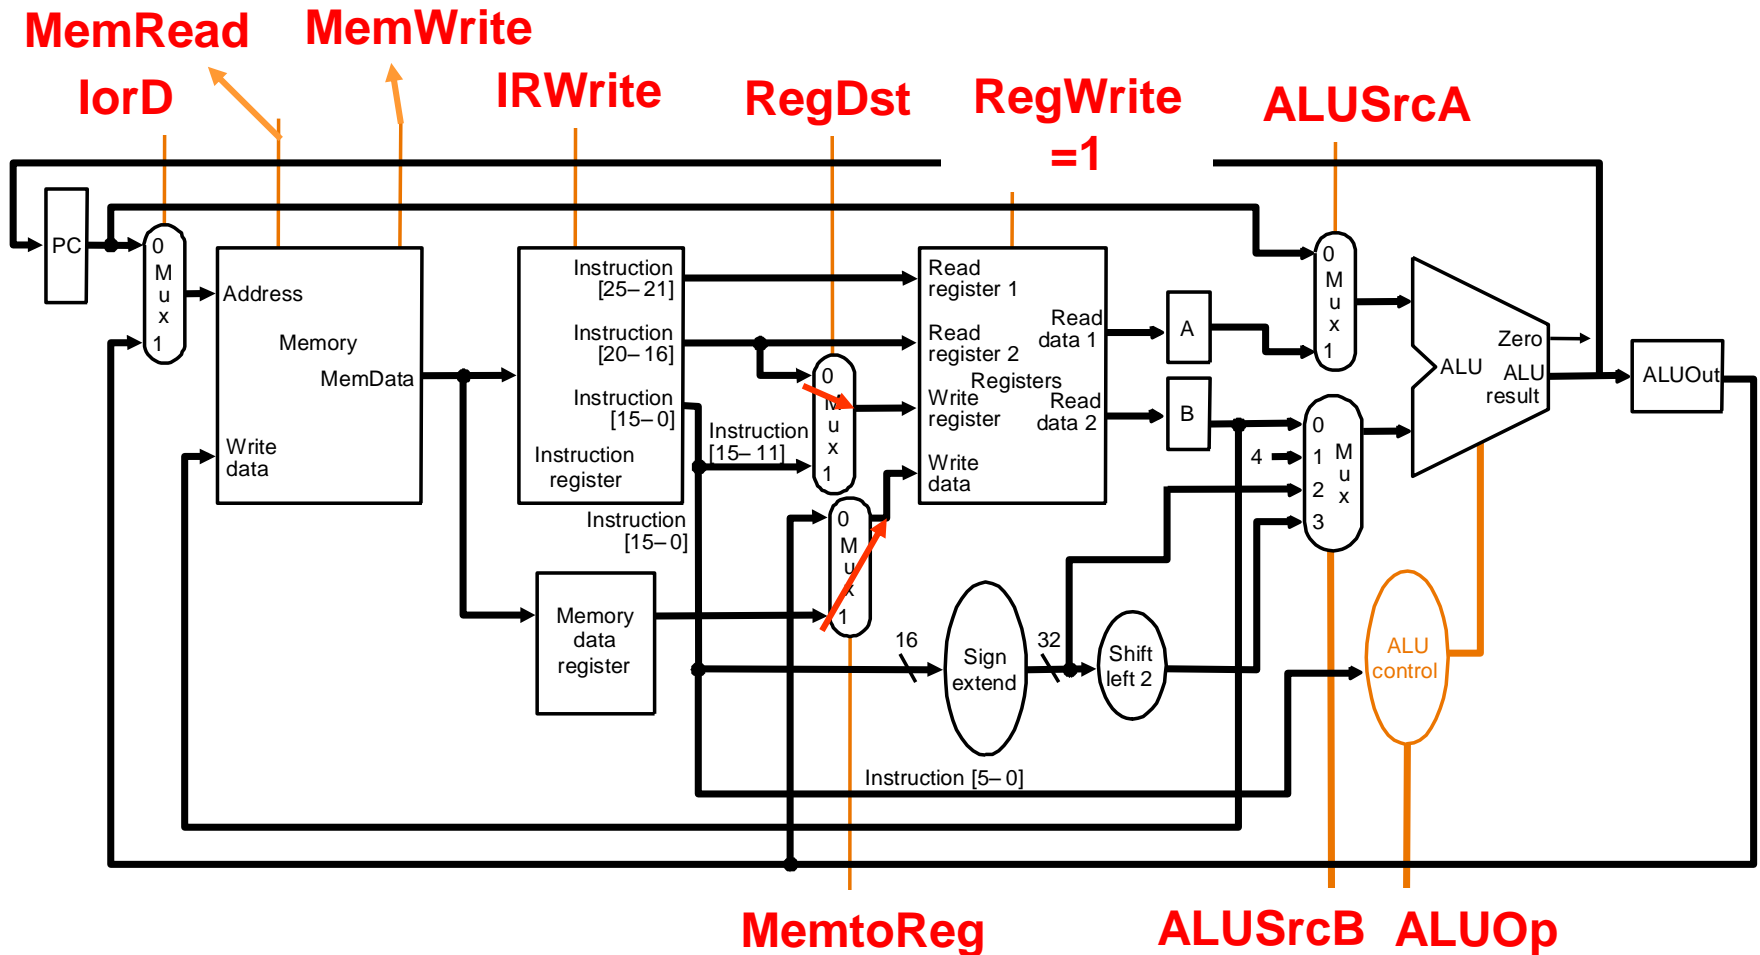 MemRead
MemWrite
IorD
IRWrite
RegDst
RegWrite
=1
ALUSrcA
PC
0
M
u
x
1
Address
Memory
MemData
Write
data
Instruction
[25–21]
Instruction
[20–16]
Instruction
[15–0]
Instruction
register
Instruction
[15–11]
Instruction
[15–0]
0
M
u
x
1
0
M
u
x
1
Memory
data
register
Read
register 1
Read
register 2
Registers
Write
register
Write
data
Read
data 1
Read
data 2
A
B
4
0
M
u
x
1
0
1
2
3
M
u
x
Zero
ALU
ALU
result
ALUOut
16
Sign
extend
32
Shift
left 2
ALU
control
Instruction [5–0]
MemtoReg
ALUSrcB
ALUOp